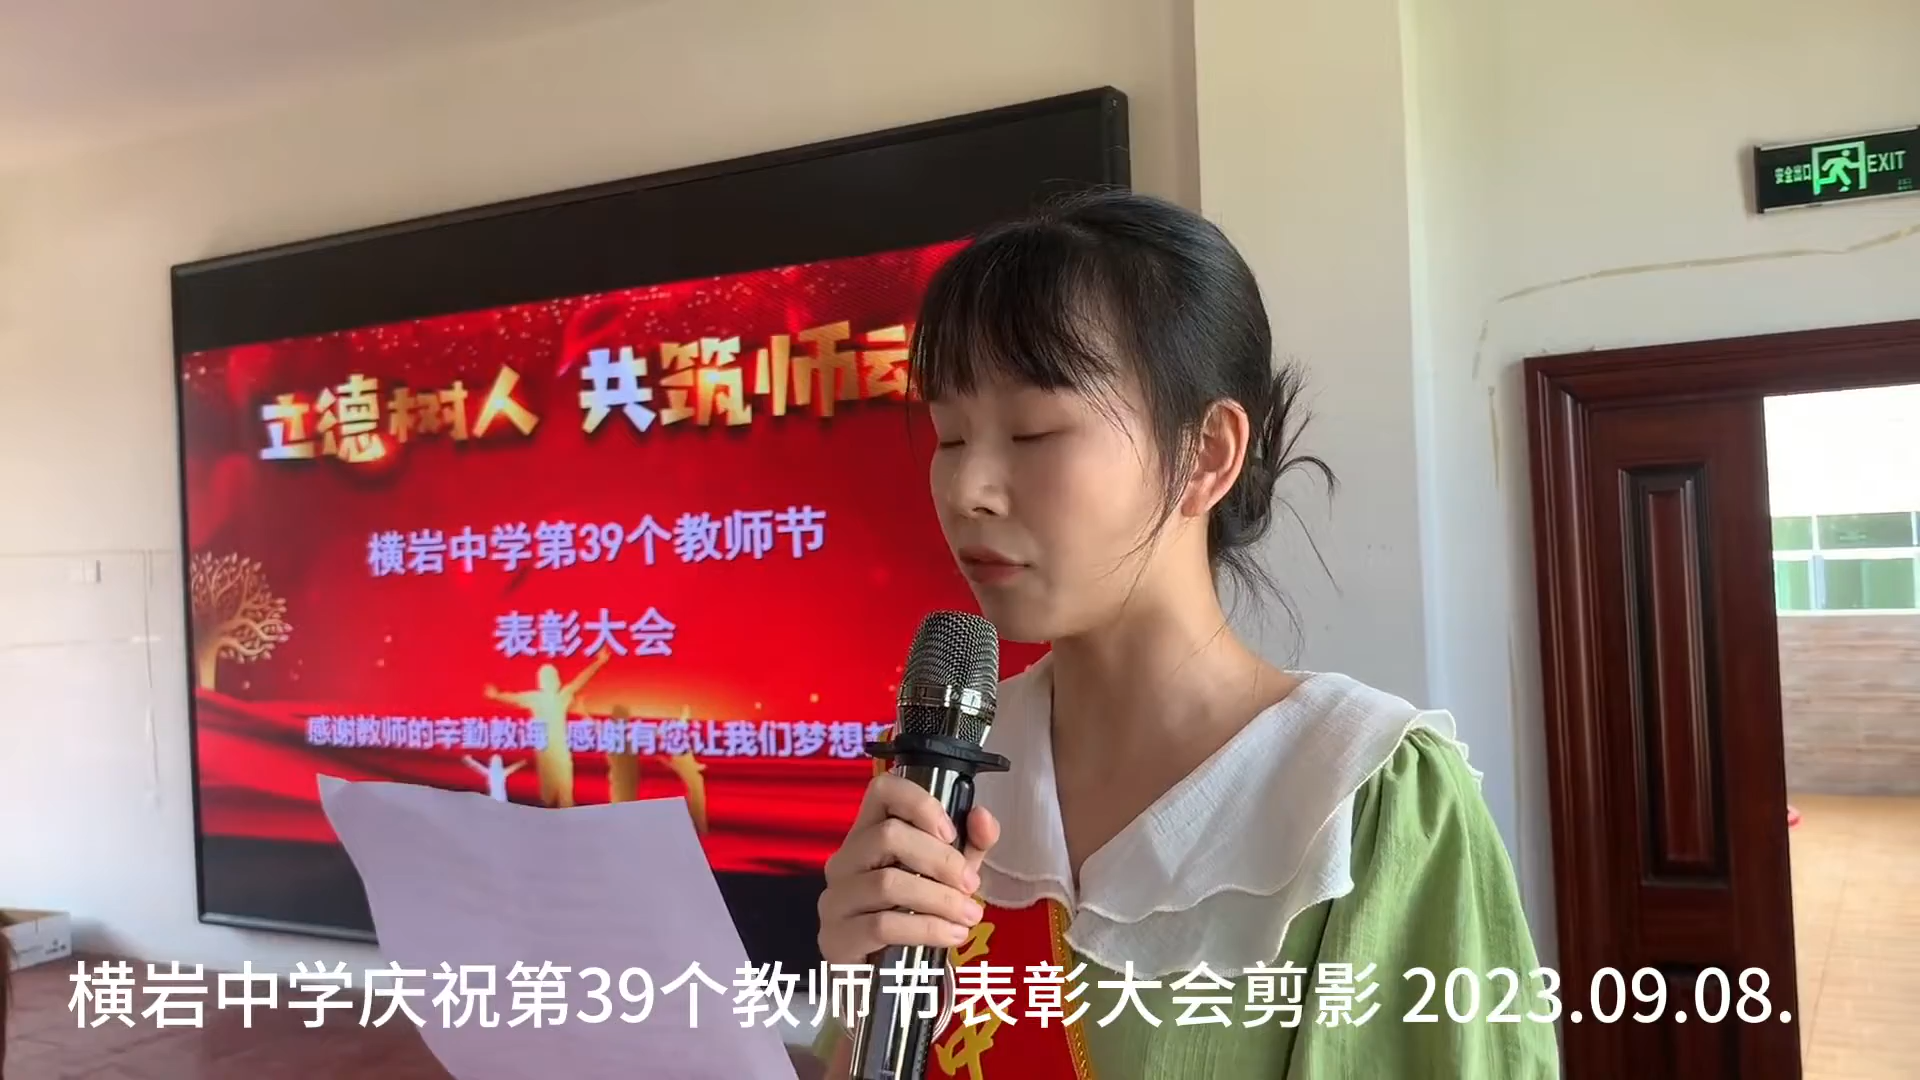 立德树人 共筑师
横岩中学第39个教师节
表彰大会
感谢教师的辛勤教诲 感谢有您让我们梦想
安全出口 EXIT
中
横岩中学庆祝第39个教师节表彰大会剪影 2023.09.08.